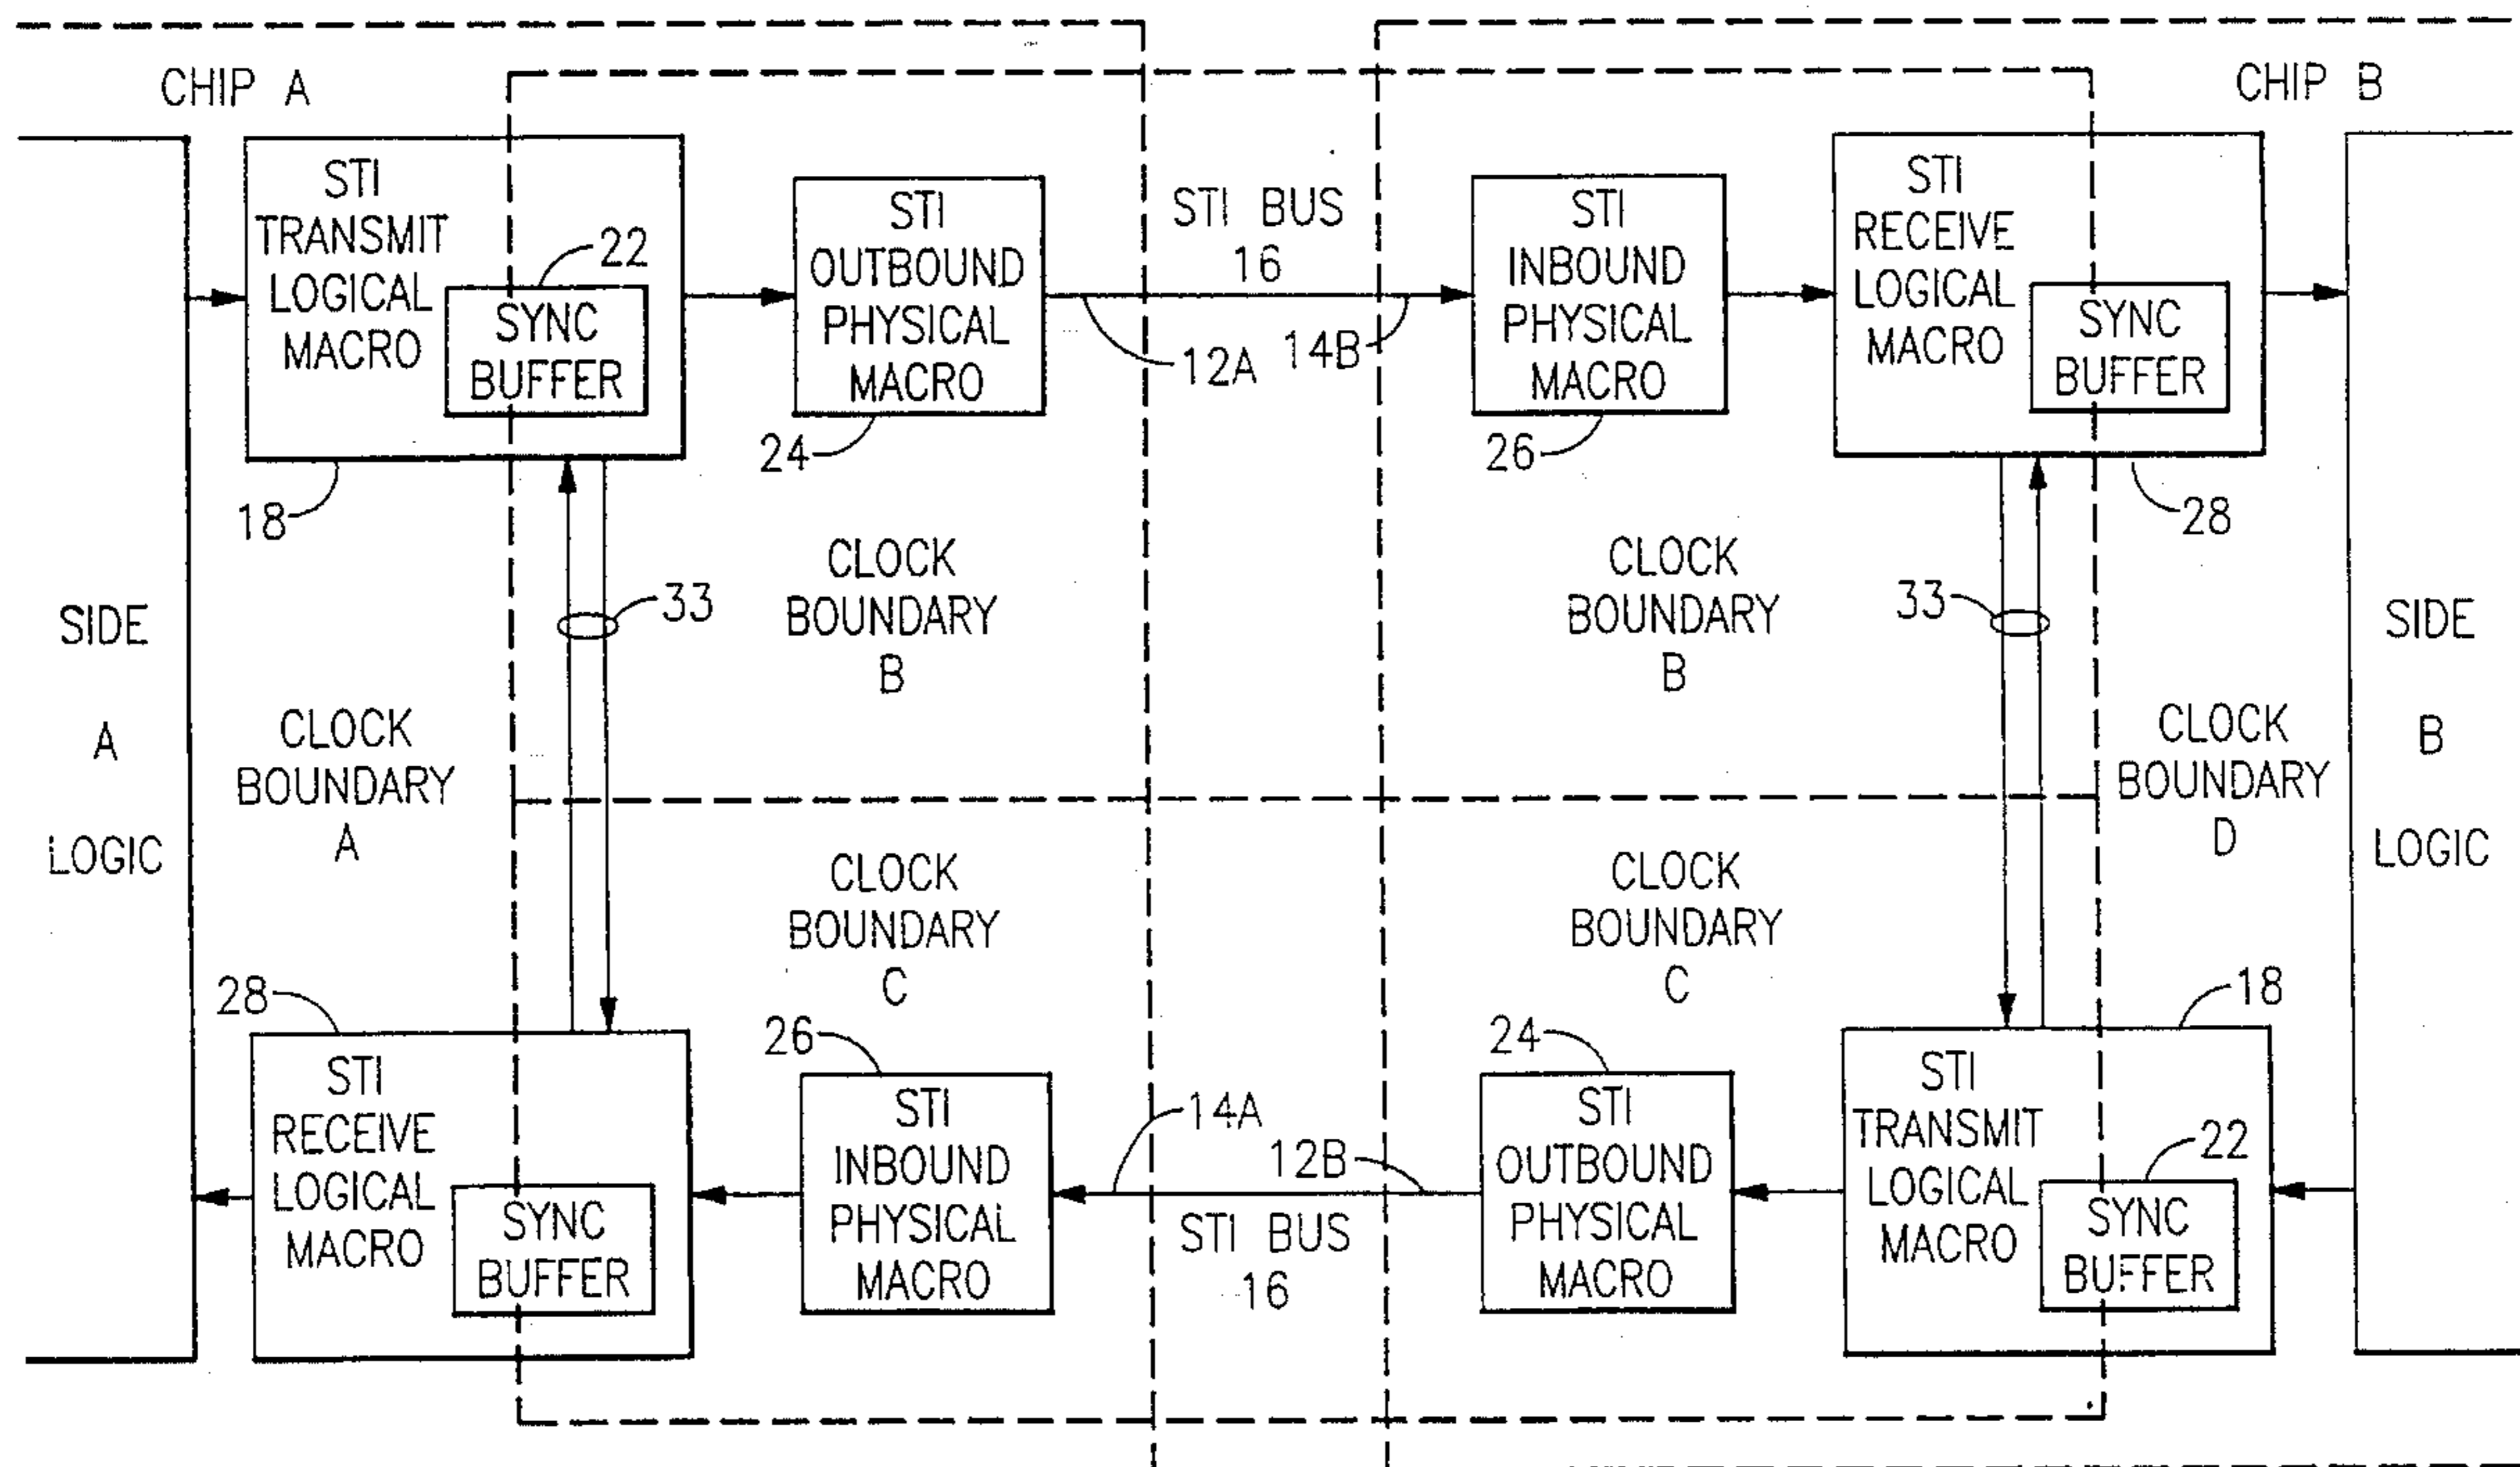 CHIP A
CHIP B
STI
TRANSMIT
LOGICAL
MACRO
22
SYNC
BUFFER
18
STI
OUTBOUND
PHYSICAL
MACRO
24
STI BUS
16
12A
14B
STI
INBOUND
PHYSICAL
MACRO
26
STI
RECEIVE
LOGICAL
MACRO
SYNC
BUFFER
28
SIDE
A
LOGIC
CLOCK
BOUNDARY
A
33
CLOCK
BOUNDARY
B
CLOCK
BOUNDARY
B
33
CLOCK
BOUNDARY
D
SIDE
B
LOGIC
CLOCK
BOUNDARY
C
CLOCK
BOUNDARY
C
28
STI
RECEIVE
LOGICAL
MACRO
SYNC
BUFFER
26
STI
INBOUND
PHYSICAL
MACRO
14A
12B
STI BUS
16
24
STI
OUTBOUND
PHYSICAL
MACRO
18
STI
TRANSMIT
LOGICAL
MACRO
22
SYNC
BUFFER